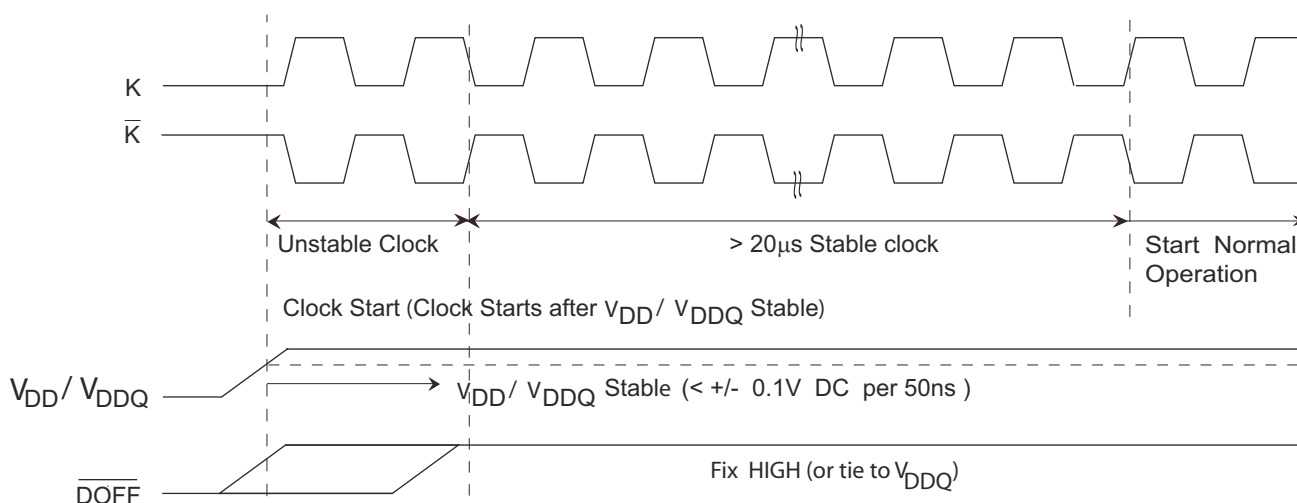 K
K
Unstable Clock
> 20μs Stable clock
Start Normal
Operation
Clock Start (Clock Starts after VDD/ VDDQ Stable)
VDD/ VDDQ
VDD/ VDDQ Stable (< +/- 0.1V DC per 50ns )
Fix HIGH (or tie to VDDQ)
DOFF